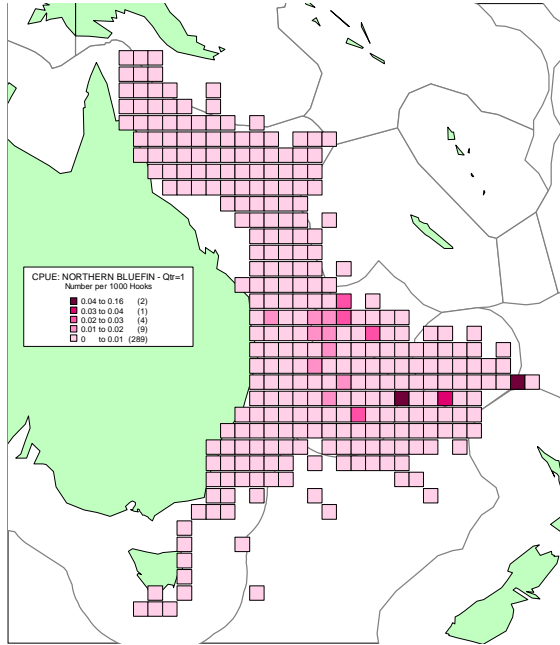 CPUE: NORTHERN BLUEFIN - Qtr=1
Number per 1000 Hooks
0.04 to 0.16 (2)
0.03 to 0.04 (1)
0.02 to 0.03 (4)
0.01 to 0.02 (9)
0 to 0.01 (289)